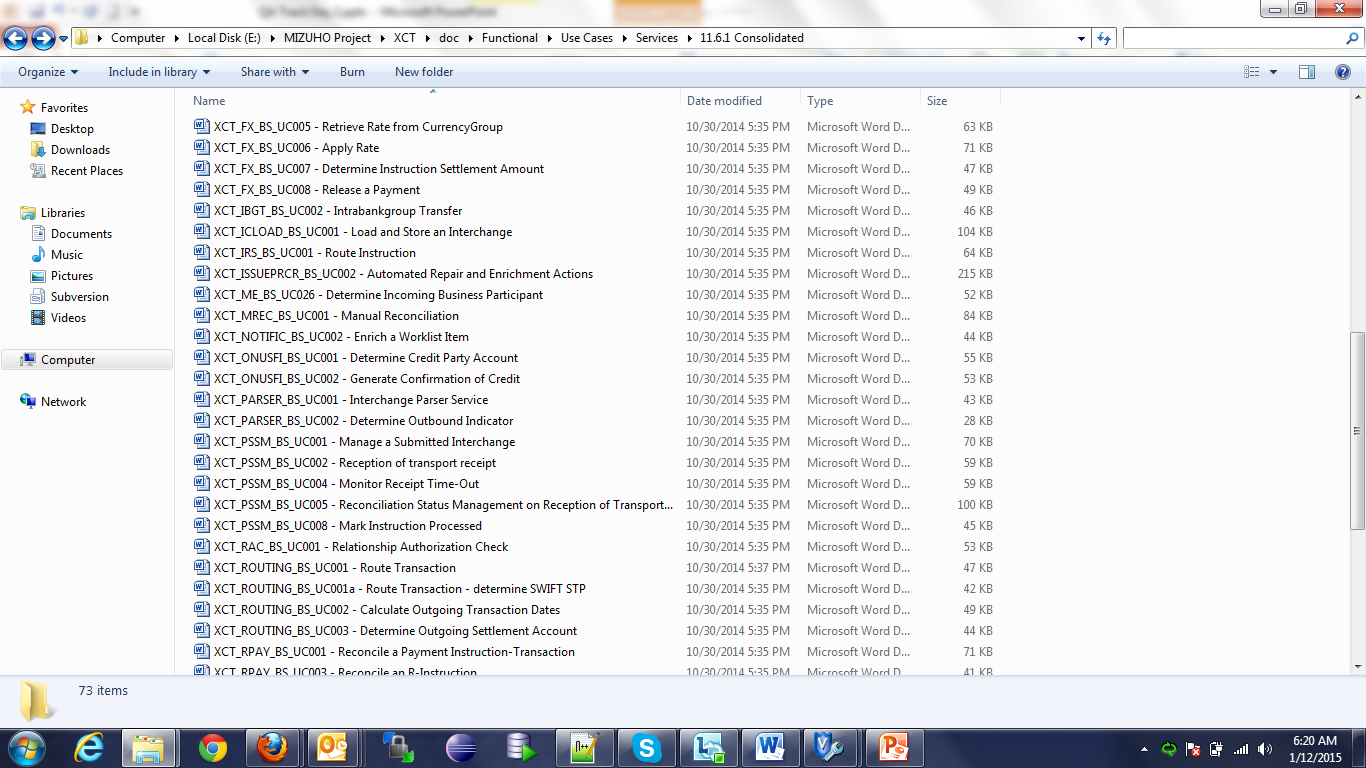 QA Track Day 2.pptx - Microsoft PowerPoint
Computer Local Disk (E:) MIZUHO Project XCT doc Functional Use Cases Services 11.6.1 Consolidated
Organize Include in library Share with Burn New folder
Favorites
Desktop
Downloads
Recent Places
Libraries
Documents
Music
Pictures
Subversion
Videos
Computer
Network
Name Date modified Type Size
XCT_FX_BS_UC005 - Retrieve Rate from CurrencyGroup 10/30/2014 5:35 PM Microsoft Word D... 63 KB
XCT_FX_BS_UC006 - Apply Rate 10/30/2014 5:35 PM Microsoft Word D... 71 KB
XCT_FX_BS_UC007 - Determine Instruction Settlement Amount 10/30/2014 5:35 PM Microsoft Word D... 47 KB
XCT_FX_BS_UC008 - Release a Payment 10/30/2014 5:35 PM Microsoft Word D... 49 KB
XCT_IBGT_BS_UC002 - Intrabankgroup Transfer 10/30/2014 5:35 PM Microsoft Word D... 46 KB
XCT_ICLOAD_BS_UC001 - Load and Store an Interchange 10/30/2014 5:35 PM Microsoft Word D... 104 KB
XCT_IRS_BS_UC001 - Route Instruction 10/30/2014 5:35 PM Microsoft Word D... 64 KB
XCT_ISSUEPRCR_BS_UC002 - Automated Repair and Enrichment Actions 10/30/2014 5:35 PM Microsoft Word D... 215 KB
XCT_ME_BS_UC026 - Determine Incoming Business Participant 10/30/2014 5:35 PM Microsoft Word D... 52 KB
XCT_MREC_BS_UC001 - Manual Reconciliation 10/30/2014 5:35 PM Microsoft Word D... 84 KB
XCT_NOTIFIC_BS_UC002 - Enrich a Worklist Item 10/30/2014 5:35 PM Microsoft Word D... 44 KB
XCT_ONUSFI_BS_UC001 - Determine Credit Party Account 10/30/2014 5:35 PM Microsoft Word D... 55 KB
XCT_ONUSFI_BS_UC002 - Generate Confirmation of Credit 10/30/2014 5:35 PM Microsoft Word D... 53 KB
XCT_PARSER_BS_UC001 - Interchange Parser Service 10/30/2014 5:35 PM Microsoft Word D... 43 KB
XCT_PARSER_BS_UC002 - Determine Outbound Indicator 10/30/2014 5:35 PM Microsoft Word D... 28 KB
XCT_PSSM_BS_UC001 - Manage a Submitted Interchange 10/30/2014 5:35 PM Microsoft Word D... 70 KB
XCT_PSSM_BS_UC002 - Reception of transport receipt 10/30/2014 5:35 PM Microsoft Word D... 59 KB
XCT_PSSM_BS_UC004 - Monitor Receipt Time-Out 10/30/2014 5:35 PM Microsoft Word D... 59 KB
XCT_PSSM_BS_UC005 - Reconciliation Status Management on Reception of Transport... 10/30/2014 5:35 PM Microsoft Word D... 100 KB
XCT_PSSM_BS_UC008 - Mark Instruction Processed 10/30/2014 5:35 PM Microsoft Word D... 45 KB
XCT_RAC_BS_UC001 - Relationship Authorization Check 10/30/2014 5:35 PM Microsoft Word D... 53 KB
XCT_ROUTING_BS_UC001 - Route Transaction 10/30/2014 5:37 PM Microsoft Word D... 47 KB
XCT_ROUTING_BS_UC001a - Route Transaction - determine SWIFT STP 10/30/2014 5:35 PM Microsoft Word D... 42 KB
XCT_ROUTING_BS_UC002 - Calculate Outgoing Transaction Dates 10/30/2014 5:35 PM Microsoft Word D... 49 KB
XCT_ROUTING_BS_UC003 - Determine Outgoing Settlement Account 10/30/2014 5:35 PM Microsoft Word D... 44 KB
XCT_RPAY_BS_UC001 - Reconcile a Payment Instruction-Transaction 10/30/2014 5:35 PM Microsoft Word D... 71 KB
XCT_RPAY_BS_UC003 - Reconcile an R-Instruction 10/30/2014 5:35 PM Microsoft Word D... 41 KB
73 items
6:20 AM
1/12/2015